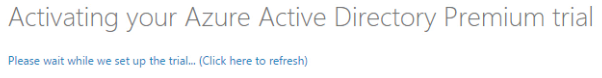 Activating your Azure Active Directory Premium trial
Please wait while we set up the trial... (Click here to refresh)